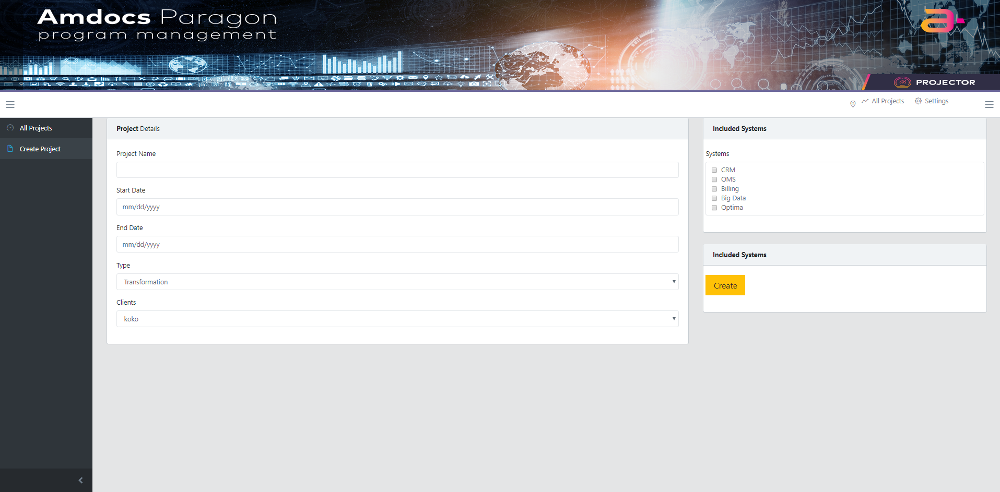 Amdocs Paragon
program management
PROJECTOR
All Projects
Settings
All Projects
Create Project
Project Details
Project Name
Start Date
mm/dd/yyyy
End Date
mm/dd/yyyy
Type
Transformation
Clients
koko
Included Systems
Systems
CRM
OMS
Billing
Big Data
Optima
Included Systems
Create